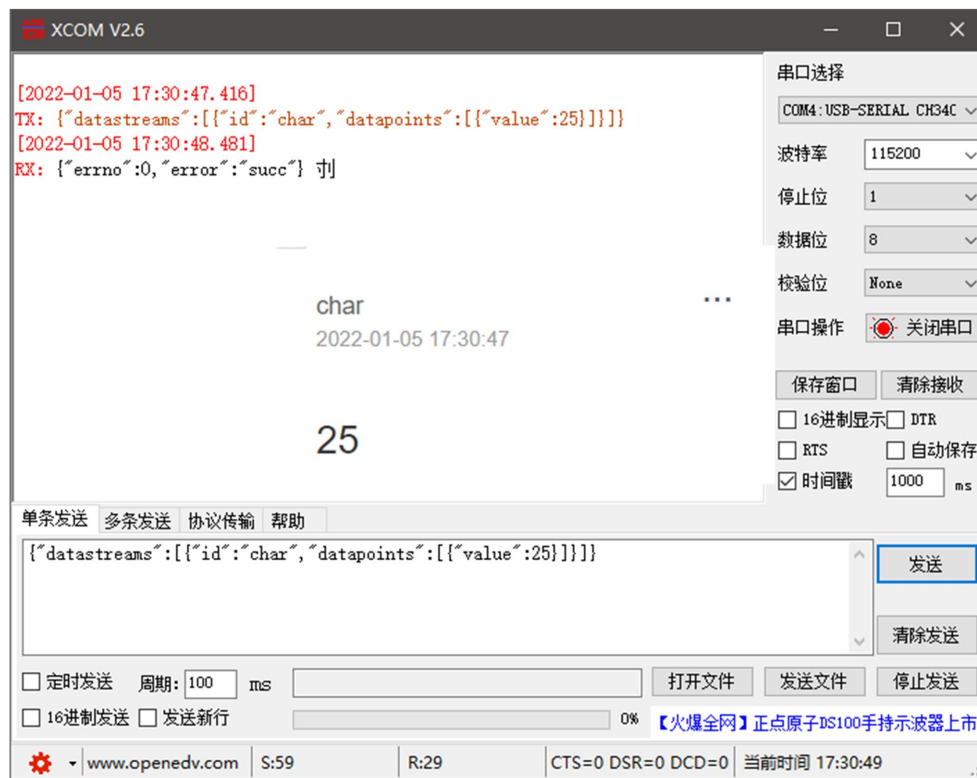 XCOM V2.6
[2022-01-05 17:30:47.416]
TX: {"datastreams":[{"id":"char","datapoints":[{"value":25}]}]}
[2022-01-05 17:30:48.481]
RX: {"errno":0,"error":"succ"}
char
...
2022-01-05 17:30:47
25
串口选择
COM4:USB-SERIAL CH34C
波特率 115200
停止位 1
数据位 8
校验位 None
串口操作 关闭串口
保存窗口 清除接收
16进制显示 DTR
RTS 自动保存
时间戳 1000 ms
单条发送 多条发送 协议传输 帮助
{"datastreams":[{"id":"char","datapoints":[{"value":25}]}]}
发送
清除发送
定时发送 周期: 100 ms 打开文件 发送文件 停止发送
16进制发送 发送新行 0% 【火爆全网】正点原子DS100手持示波器上市
www.openedv.com S:59 R:29 CTS=0 DSR=0 DCD=0 当前时间 17:30:49